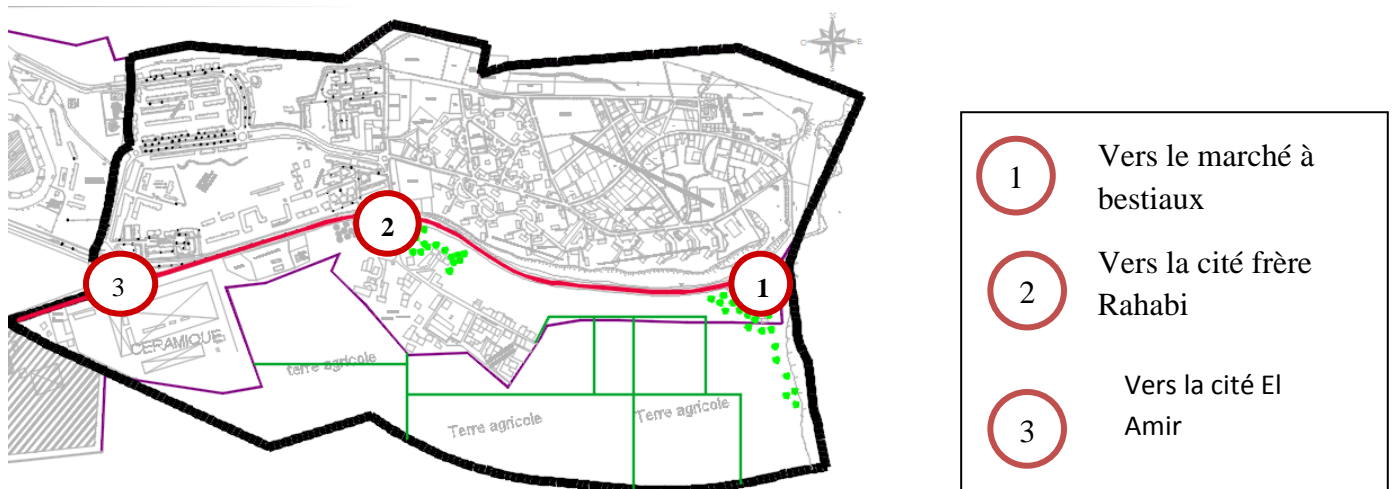 N
E
S
2
1
3
CERAMIQUE
terre agricole
Terre agricole
Terre agricole
1
Vers le marché à
bestiaux
2
Vers la cité frère
Rahabi
3
Vers la cité El
Amir